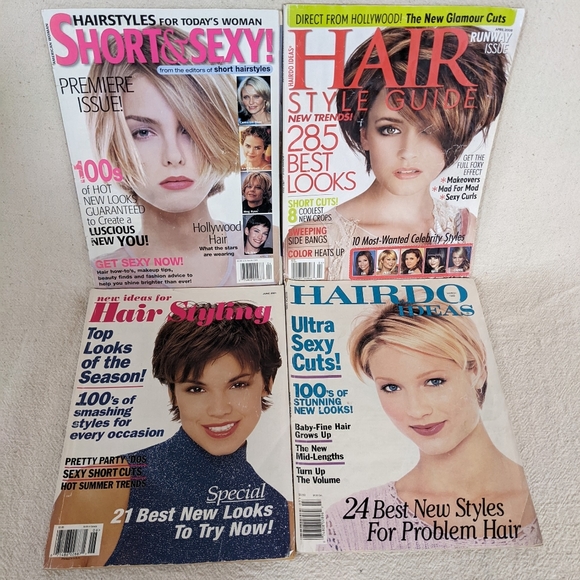 HAIRSTYLES FOR TODAY'S WOMAN
SHORT&SEXY!
from the editors of short hairstyles
PREMIERE
ISSUE!
100s
of HOT
NEW LOOKS
GUARANTEED
to Create a
LUSCIOUS
NEW YOU!
Hollywood
Hair
What the stars
are wearing
GET SEXY NOW!
Hair how-to's, makeup tips,
beauty finds and fashion advice to
help you shine brighter than ever!
DIRECT FROM HOLLYWOOD! The New Glamour Cuts
HAIRDO IDEAS
HAIR
RUNWAY
ISSUE
STYLE GUIDE
NEW TRENDS!
285
BEST
LOOKS
SHORT CUTS!
8 COOLEST
NEW CROPS
SWEEPING
SIDE BANGS
COLOR HEATS UP
GET THE
FULL FOXY
EFFECT
* Makeovers
* Mad For Mod
* Sexy Curls
10 Most-Wanted Celebrity Styles
new ideas for
Hair Styling
Top
Looks
of the
Season!
100's of
smashing
styles for
every occasion
PRETTY PARTY 'DOS
SEXY SHORT CUTS
HOT SUMMER TRENDS
Special
21 Best New Looks
To Try Now!
HAIRDO
IDEAS
Ultra
Sexy
Cuts!
100's OF
STUNNING
NEW LOOKS!
Baby-Fine Hair
Grows Up
The New
Mid-Lengths
Turn Up
The Volume
24 Best New Styles
For Problem Hair